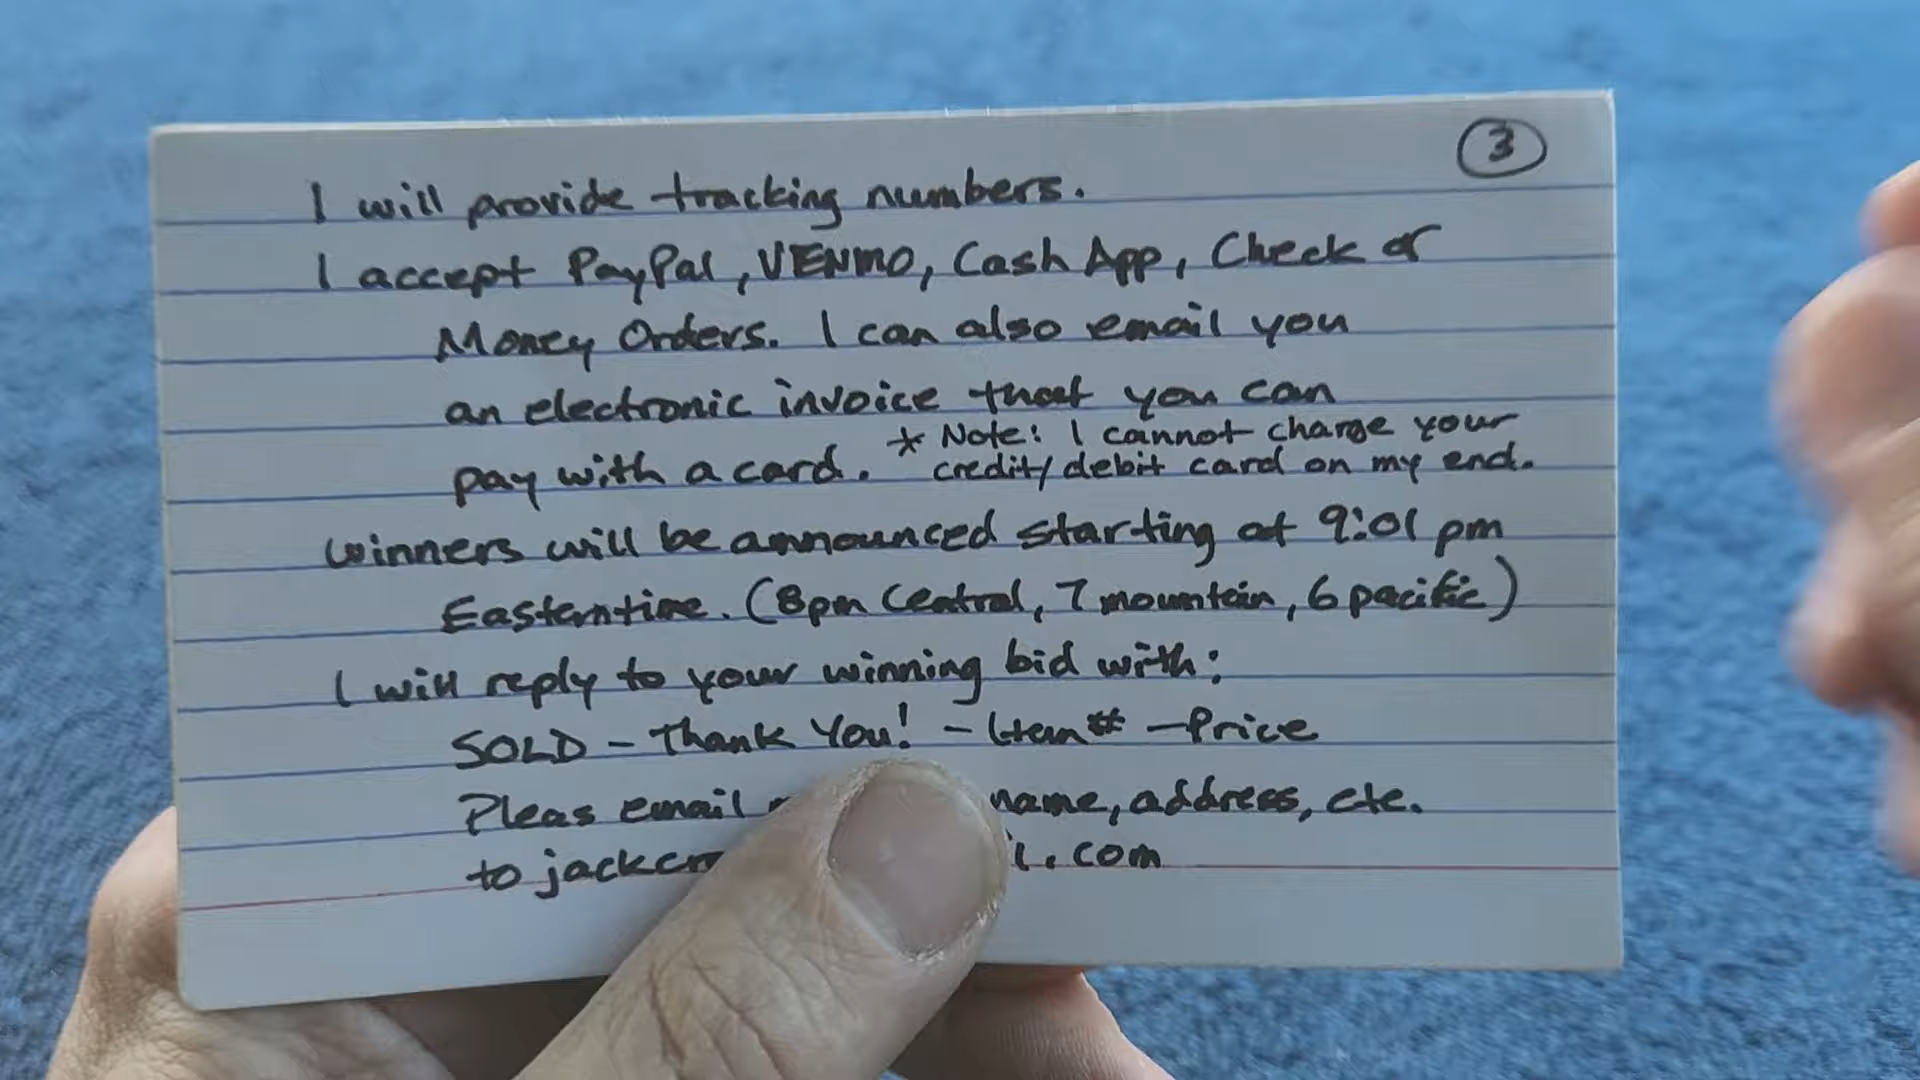 3
I will provide tracking numbers.
I accept PayPal, VENMO, Cash App, Check or
Money Orders. I can also email you
an electronic invoice that you can
pay with a card. * Note: I cannot charge your
credit/debit card on my end.
Winners will be announced starting at 9:01 pm
Eastern time. (8pm Central, 7 mountain, 6 pacific)
I will reply to your winning bid with:
SOLD - Thank You! - Item # - Price
Pleas email name, address, etc.
to .com